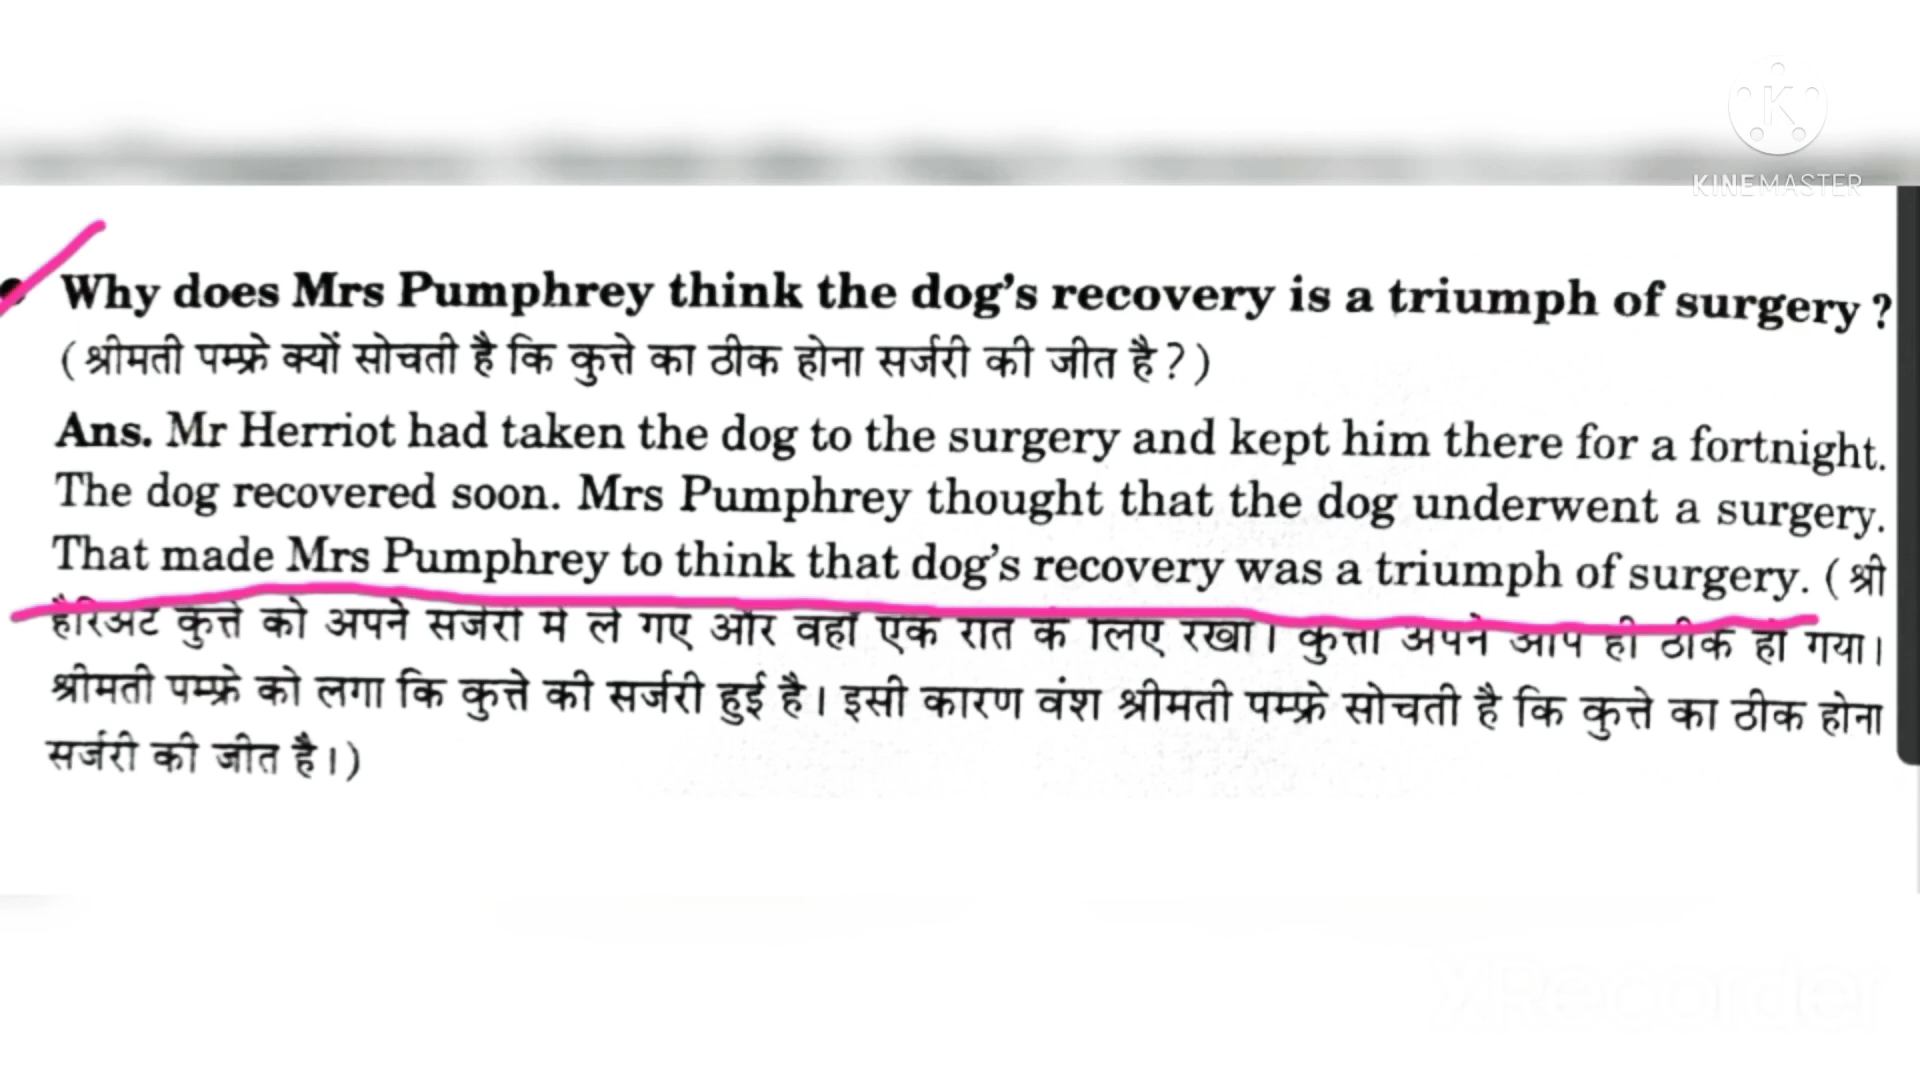 KINEMASTER
Why does Mrs Pumphrey think the dog's recovery is a triumph of surgery ?
( श्रीमती पम्फ्रे क्यों सोचती है कि कुत्ते का ठीक होना सर्जरी की जीत है ? )
Ans. Mr Herriot had taken the dog to the surgery and kept him there for a fortnight.
The dog recovered soon. Mrs Pumphrey thought that the dog underwent a surgery.
That made Mrs Pumphrey to think that dog's recovery was a triumph of surgery. ( श्री
हैरिअट कुत्ते को अपने सर्जरी में ले गए और वहाँ एक रात के लिए रखा। कुत्ता अपने आप ही ठीक हो गया।
श्रीमती पम्फ्रे को लगा कि कुत्ते की सर्जरी हुई है। इसी कारण वंश श्रीमती पम्फ्रे सोचती है कि कुत्ते का ठीक होना
सर्जरी की जीत है।)
XRecorder